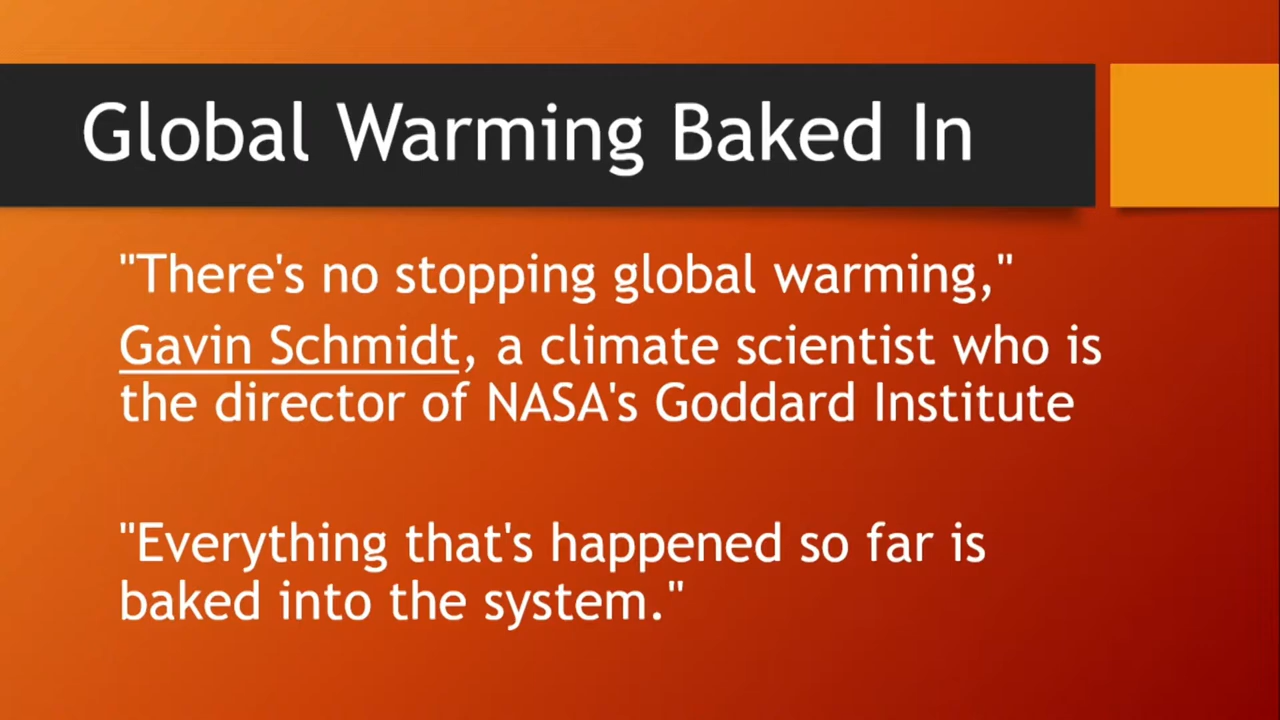 Global Warming Baked In
"There's no stopping global warming,"
Gavin Schmidt, a climate scientist who is
the director of NASA's Goddard Institute
"Everything that's happened so far is
baked into the system."